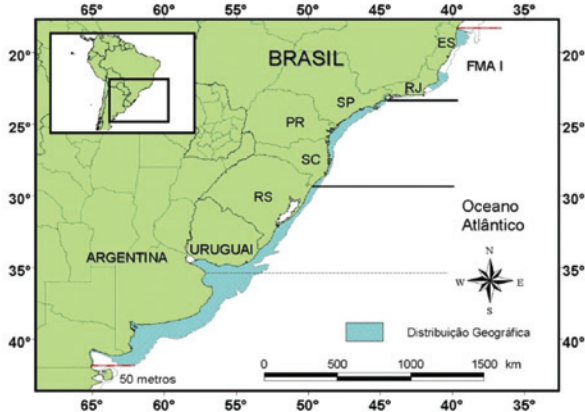 65° 60° 55° 50° 45° 40° 35°
20°
25°
30°
35°
40°
BRASIL
ES
FMA I
RJ
SP
PR
SC
RS
Oceano
Atlântico
ARGENTINA
URUGUAI
N
W E
S
Distribuição Geográfica
0 500 1000 1500 km
50 metros
20°
25°
30°
35°
40°
65° 60° 55° 50° 45° 40° 35°